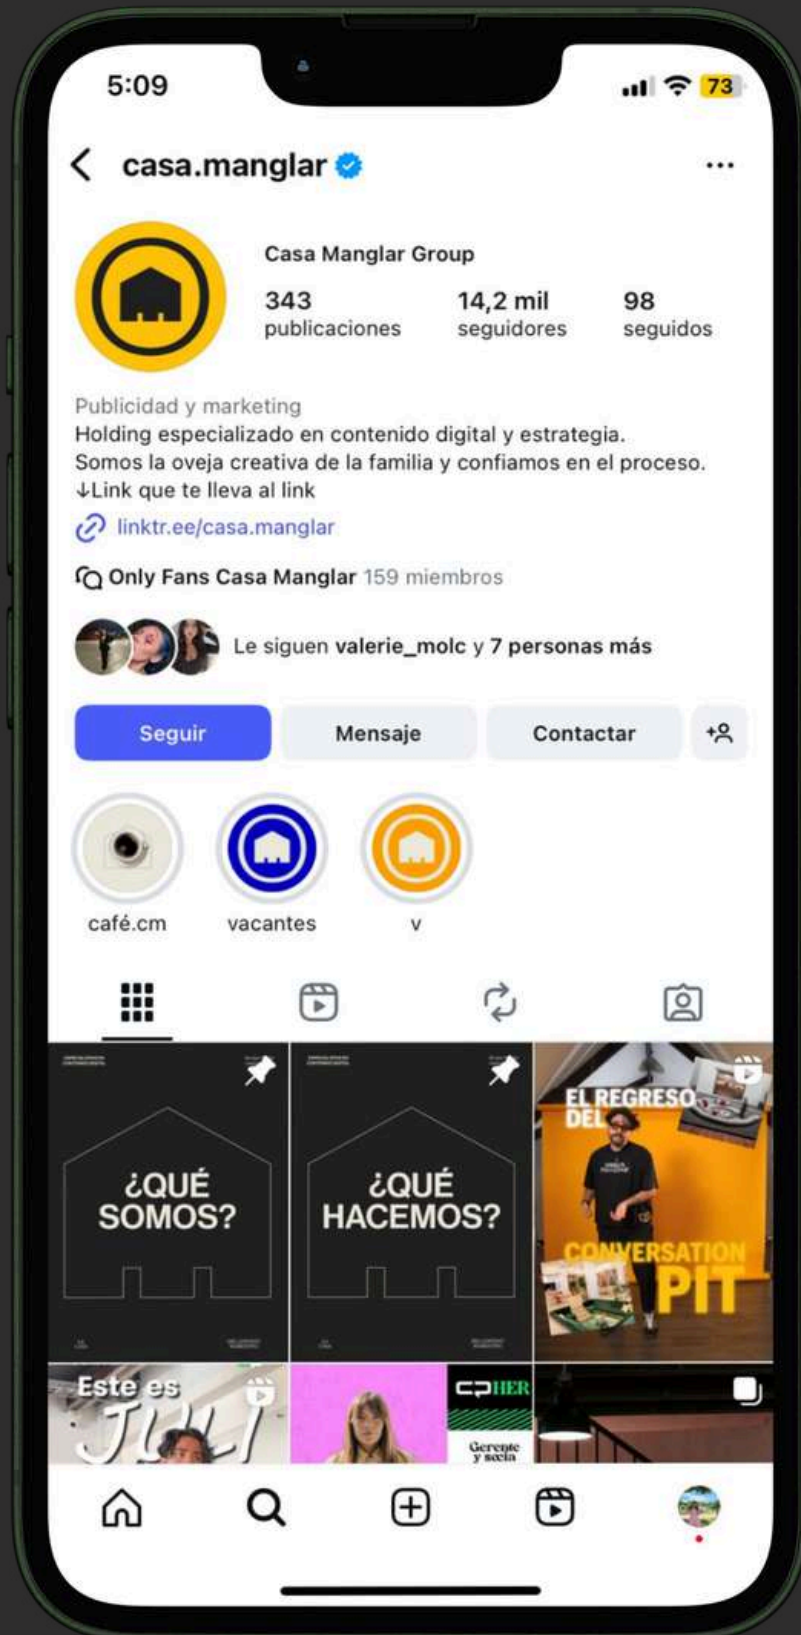 5:09
73
casa.manglar
Casa Manglar Group
343 14,2 mil 98
publicaciones seguidores seguidos
Publicidad y marketing
Holding especializado en contenido digital y estrategia.
Somos la oveja creativa de la familia y confiamos en el proceso.
↓Link que te lleva al link
linktr.ee/casa.manglar
Only Fans Casa Manglar 159 miembros
Le siguen valerie_molc y 7 personas más
Seguir Mensaje Contactar
café.cm vacantes v
¿QUÉ
SOMOS?
¿QUÉ
HACEMOS?
EL REGRESO
DEL
CONVERSATION
PIT
Este es
JULI
HER
Gerente
y socia